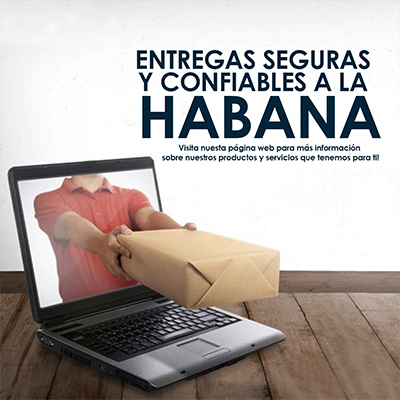 ENTREGAS SEGURAS
Y CONFIABLES A LA
HABANA
Visita nuesta página web para más información
sobre nuestros productos y servicios que tenemos para ti!